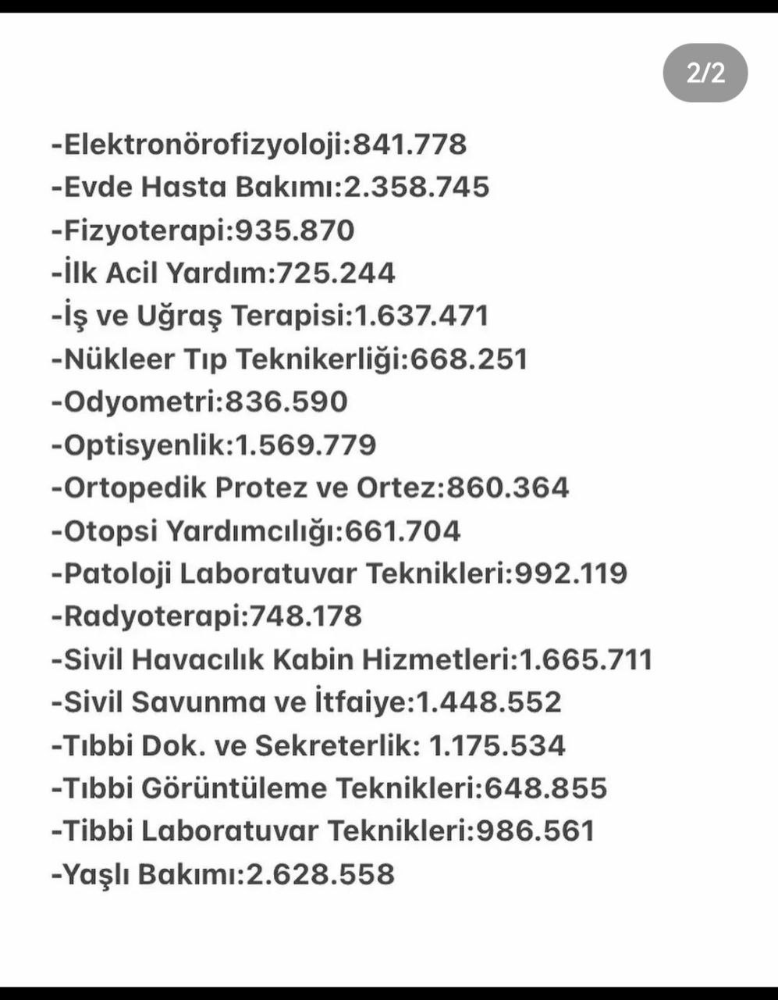 2/2
-Elektronörofizyoloji:841.778
-Evde Hasta Bakımı:2.358.745
-Fizyoterapi:935.870
-İlk Acil Yardım:725.244
-İş ve Uğraş Terapisi:1.637.471
-Nükleer Tıp Teknikerliği:668.251
-Odyometri:836.590
-Optisyenlik:1.569.779
-Ortopedik Protez ve Ortez:860.364
-Otopsi Yardımcılığı:661.704
-Patoloji Laboratuvar Teknikleri:992.119
-Radyoterapi:748.178
-Sivil Havacılık Kabin Hizmetleri:1.665.711
-Sivil Savunma ve İtfaiye:1.448.552
-Tıbbi Dok. ve Sekreterlik: 1.175.534
-Tıbbi Görüntüleme Teknikleri:648.855
-Tibbi Laboratuvar Teknikleri:986.561
-Yaşlı Bakımı:2.628.558